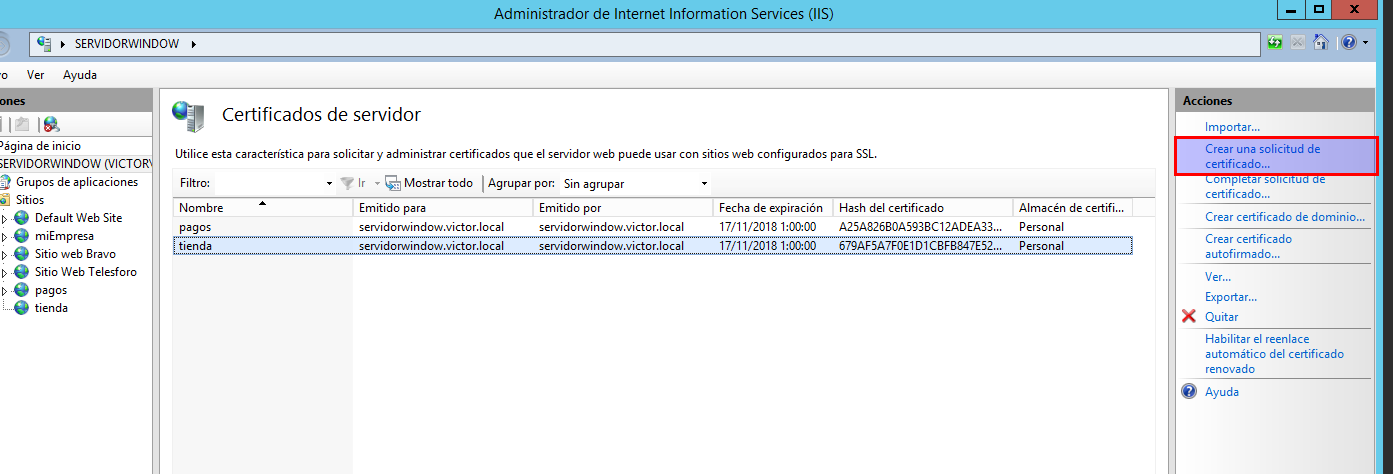 Administrador de Internet Information Services (IIS)
SERVIDORWINDOW
vo Ver Ayuda
ones
Página de inicio
SERVIDORWINDOW (VICTOR\
Grupos de aplicaciones
Sitios
Default Web Site
miEmpresa
Sitio web Bravo
Sitio Web Telesforo
pagos
tienda
Certificados de servidor
Utilice esta característica para solicitar y administrar certificados que el servidor web puede usar con sitios web configurados para SSL.
Filtro: Ir Mostrar todo Agrupar por: Sin agrupar
Nombre Emitido para Emitido por Fecha de expiración Hash del certificado Almacén de certifi...
pagos servidorwindow.victor.local servidorwindow.victor.local 17/11/2018 1:00:00 A25A826B0A593BC12ADEA33... Personal
tienda servidorwindow.victor.local servidorwindow.victor.local 17/11/2018 1:00:00 679AF5A7F0E1D1CBFB847E52... Personal
Acciones
Importar...
Crear una solicitud de
certificado...
Completar solicitud de
certificado...
Crear certificado de dominio...
Crear certificado
autofirmado...
Ver...
Exportar...
Quitar
Habilitar el reenlace
automático del certificado
renovado
Ayuda